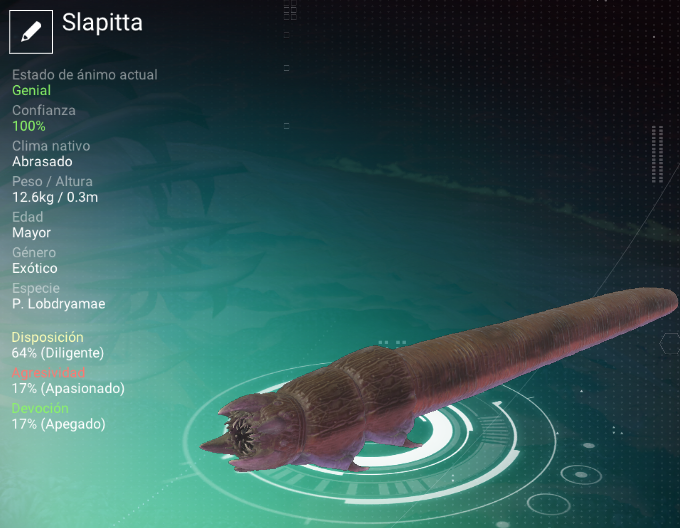 Slapitta
Estado de ánimo actual
Genial
Confianza
100%
Clima nativo
Abrasado
Peso / Altura
12.6kg / 0.3m
Edad
Mayor
Género
Exótico
Especie
P. Lobdryamae
Disposición
64% (Diligente)
Agresividad
17% (Apasionado)
Devoción
17% (Apegado)